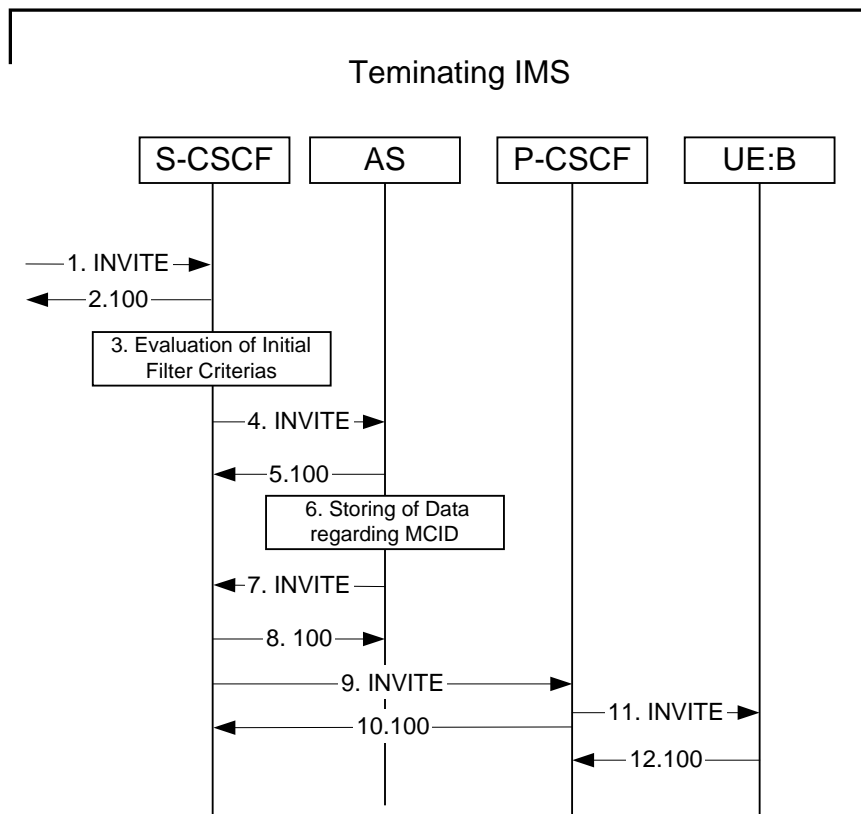 Teminating IMS
S-CSCF
AS
P-CSCF
UE:B
1. INVITE
2.100
3. Evaluation of Initial
Filter Criterias
4. INVITE
5.100
6. Storing of Data
regarding MCID
7. INVITE
8. 100
9. INVITE
10.100
11. INVITE
12.100